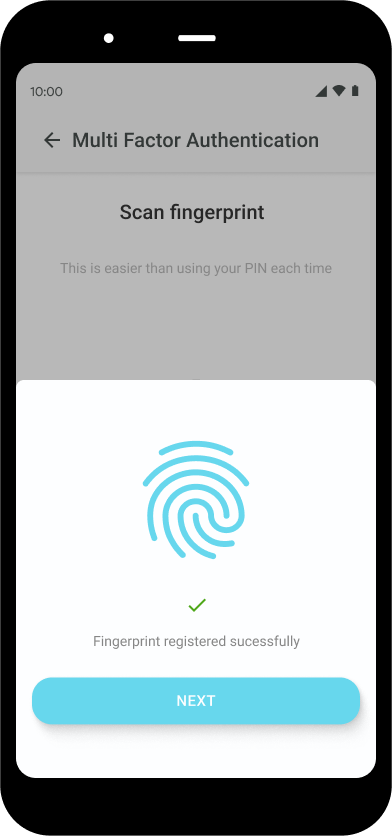 10:00
Multi Factor Authentication
Scan fingerprint
This is easier than using your PIN each time
Fingerprint registered sucessfully
NEXT